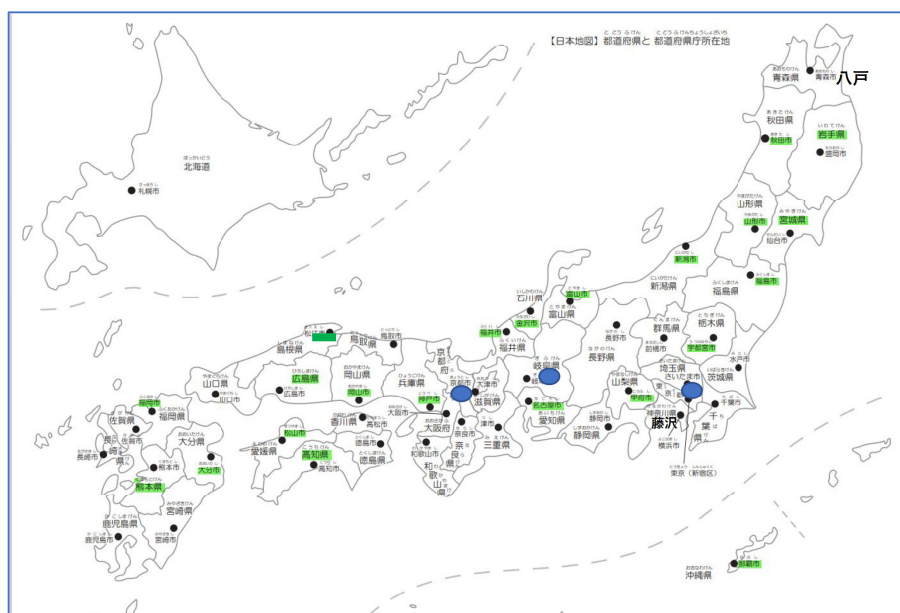 【日本地図】都道府県と 都道府県庁所在地
八戸
青森県
青森市
秋田県
岩手県
秋田市
盛岡市
北海道
札幌市
山形県
宮城県
山形市
仙台市
新潟市
新潟県
福島市
福島県
石川県
富山市
富山県
金沢市
福井市
福井県
群馬県
栃木県
長野市
前橋市
宇都宮市
水戸市
長野県
茨城県
島根県
鳥取県
鳥取市
京都府
岐阜県
埼玉県
さいたま市
山梨県
甲府市
山口県
広島県
岡山県
兵庫県
京都市
大津市
滋賀県
名古屋市
愛知県
神奈川県
千葉市
千葉県
山口市
広島市
岡山市
神戸市
大阪市
大阪府
奈良市
津市
三重県
静岡市
静岡県
藤沢
横浜市
東京（新宿区）
福岡市
福岡県
佐賀県
佐賀市
長崎県
長崎市
大分県
大分市
熊本市
熊本県
松山市
愛媛県
香川県
高松市
高知県
高知市
徳島市
徳島県
和歌山市
和歌山県
奈良県
宮崎県
宮崎市
鹿児島県
鹿児島市
沖縄県
那覇市